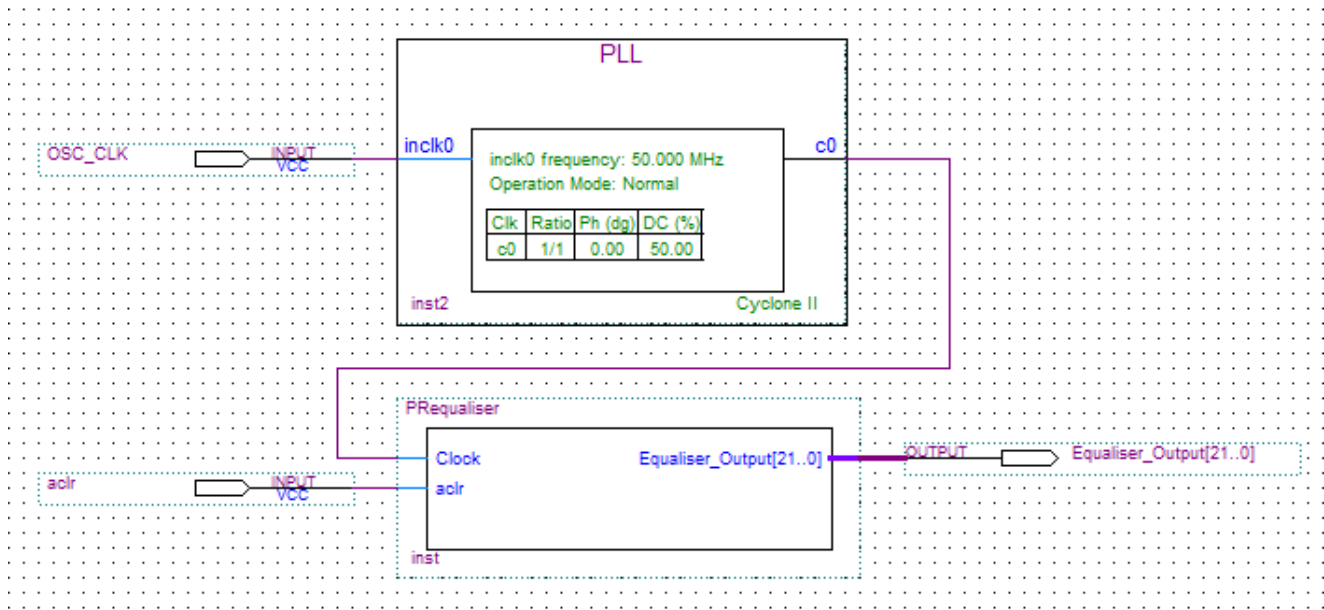 PLL
OSC_CLK
INPUT
VCC
inclk0
c0
inclk0 frequency: 50.000 MHz
Operation Mode: Normal
Clk Ratio Ph (dg) DC (%)
c0 1/1 0.00 50.00
inst2
Cyclone II
PRequaliser
Clock
Equaliser_Output[21..0]
OUTPUT
Equaliser_Output[21..0]
aclr
INPUT
VCC
aclr
inst